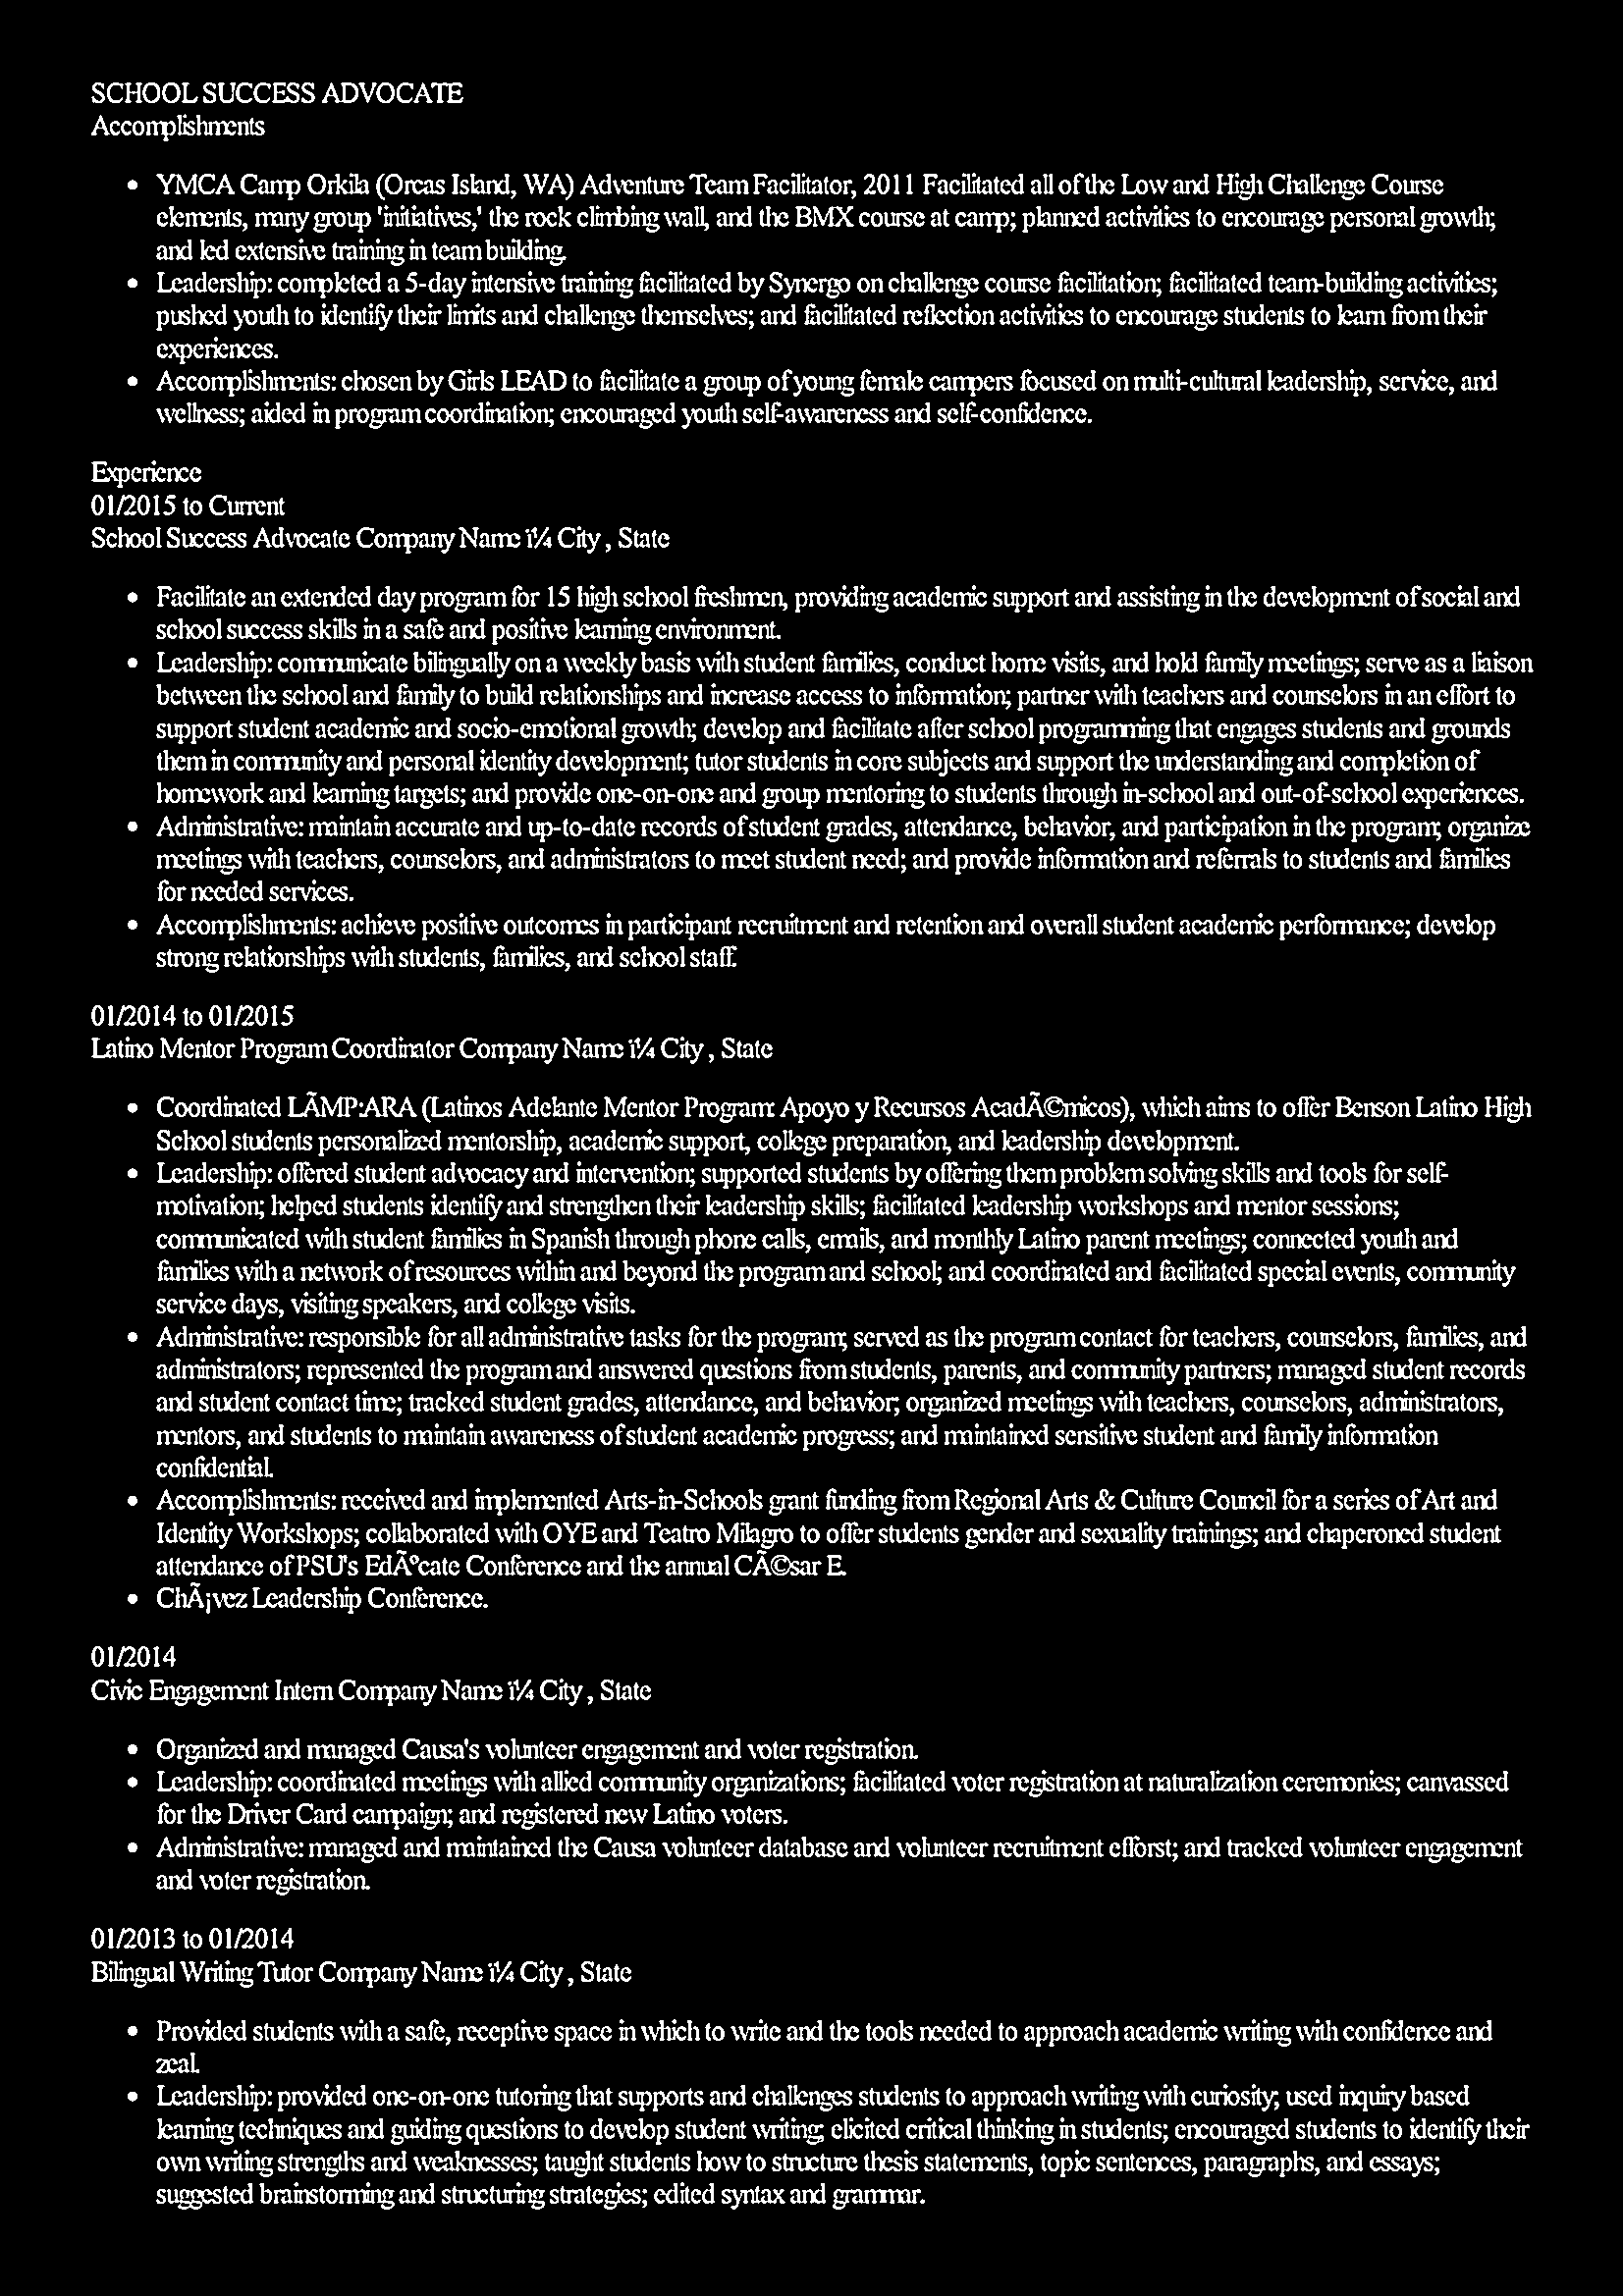 SCHOOL SUCCESS ADVOCATE
Accomplishments
• YMCA Camp Orkila (Orcas Island, WA) Adventure Team Facilitator, 2011 Facilitated all of the Low and High Challenge Course
elements, many group 'initiatives,' the rock climbing wall, and the BMX course at camp; planned activities to encourage personal growth;
and led extensive training in team building.
• Leadership: completed a 5-day intensive training facilitated by Synergo on challenge course facilitation; facilitated team-building activities;
pushed youth to identify their limits and challenge themselves; and facilitated reflection activities to encourage students to learn from their
experiences.
• Accomplishments: chosen by Girls LEAD to facilitate a group of young female campers focused on multi-cultural leadership, service, and
wellness; aided in program coordination; encouraged youth self-awareness and self-confidence.
Experience
01/2015 to Current
School Success Advocate Company Name ï¼ City , State
• Facilitate an extended day program for 15 high school freshmen, providing academic support and assisting in the development of social and
school success skills in a safe and positive learning environment.
• Leadership: communicate bilingually on a weekly basis with student families, conduct home visits, and hold family meetings; serve as a liaison
between the school and family to build relationships and increase access to information; partner with teachers and counselors in an effort to
support student academic and socio-emotional growth; develop and facilitate after school programming that engages students and grounds
them in community and personal identity development; tutor students in core subjects and support the understanding and completion of
homework and learning targets; and provide one-on-one and group mentoring to students through in-school and out-of-school experiences.
• Administrative: maintain accurate and up-to-date records of student grades, attendance, behavior, and participation in the program; organize
meetings with teachers, counselors, and administrators to meet student need; and provide information and referrals to students and families
for needed services.
• Accomplishments: achieve positive outcomes in participant recruitment and retention and overall student academic performance; develop
strong relationships with students, families, and school staff.
01/2014 to 01/2015
Latino Mentor Program Coordinator Company Name ï¼ City , State
• Coordinated LÃMP:ARA (Latinos Adelante Mentor Program: Apoyo y Recursos AcadÃ©micos), which aims to offer Benson Latino High
School students personalized mentorship, academic support, college preparation, and leadership development.
• Leadership: offered student advocacy and intervention; supported students by offering them problem solving skills and tools for self-
motivation; helped students identify and strengthen their leadership skills; facilitated leadership workshops and mentor sessions;
communicated with student families in Spanish through phone calls, emails, and monthly Latino parent meetings; connected youth and
families with a network of resources within and beyond the program and school; and coordinated and facilitated special events, community
service days, visiting speakers, and college visits.
• Administrative: responsible for all administrative tasks for the program; served as the program contact for teachers, counselors, families, and
administrators; represented the program and answered questions from students, parents, and community partners; managed student records
and student contact time; tracked student grades, attendance, and behavior; organized meetings with teachers, counselors, administrators,
mentors, and students to maintain awareness of student academic progress; and maintained sensitive student and family information
confidential.
• Accomplishments: received and implemented Arts-in-Schools grant funding from Regional Arts & Culture Council for a series of Art and
Identity Workshops; collaborated with OYE and Teatro Milagro to offer students gender and sexuality trainings; and chaperoned student
attendance of PSU's EdÃºcate Conference and the annual CÃ©sar E.
• ChÃ¡vez Leadership Conference.
01/2014
Civic Engagement Intern Company Name ï¼ City , State
• Organized and managed Causa's volunteer engagement and voter registration.
• Leadership: coordinated meetings with allied community organizations; facilitated voter registration at naturalization ceremonies; canvassed
for the Driver Card campaign; and registered new Latino voters.
• Administrative: managed and maintained the Causa volunteer database and volunteer recruitment efforst; and tracked volunteer engagement
and voter registration.
01/2013 to 01/2014
Bilingual Writing Tutor Company Name ï¼ City , State
• Provided students with a safe, receptive space in which to write and the tools needed to approach academic writing with confidence and
zeal.
• Leadership: provided one-on-one tutoring that supports and challenges students to approach writing with curiosity; used inquiry based
learning techniques and guiding questions to develop student writing; elicited critical thinking in students; encouraged students to identify their
own writing strengths and weaknesses; taught students how to structure thesis statements, topic sentences, paragraphs, and essays;
suggested brainstorming and structuring strategies; edited syntax and grammar.